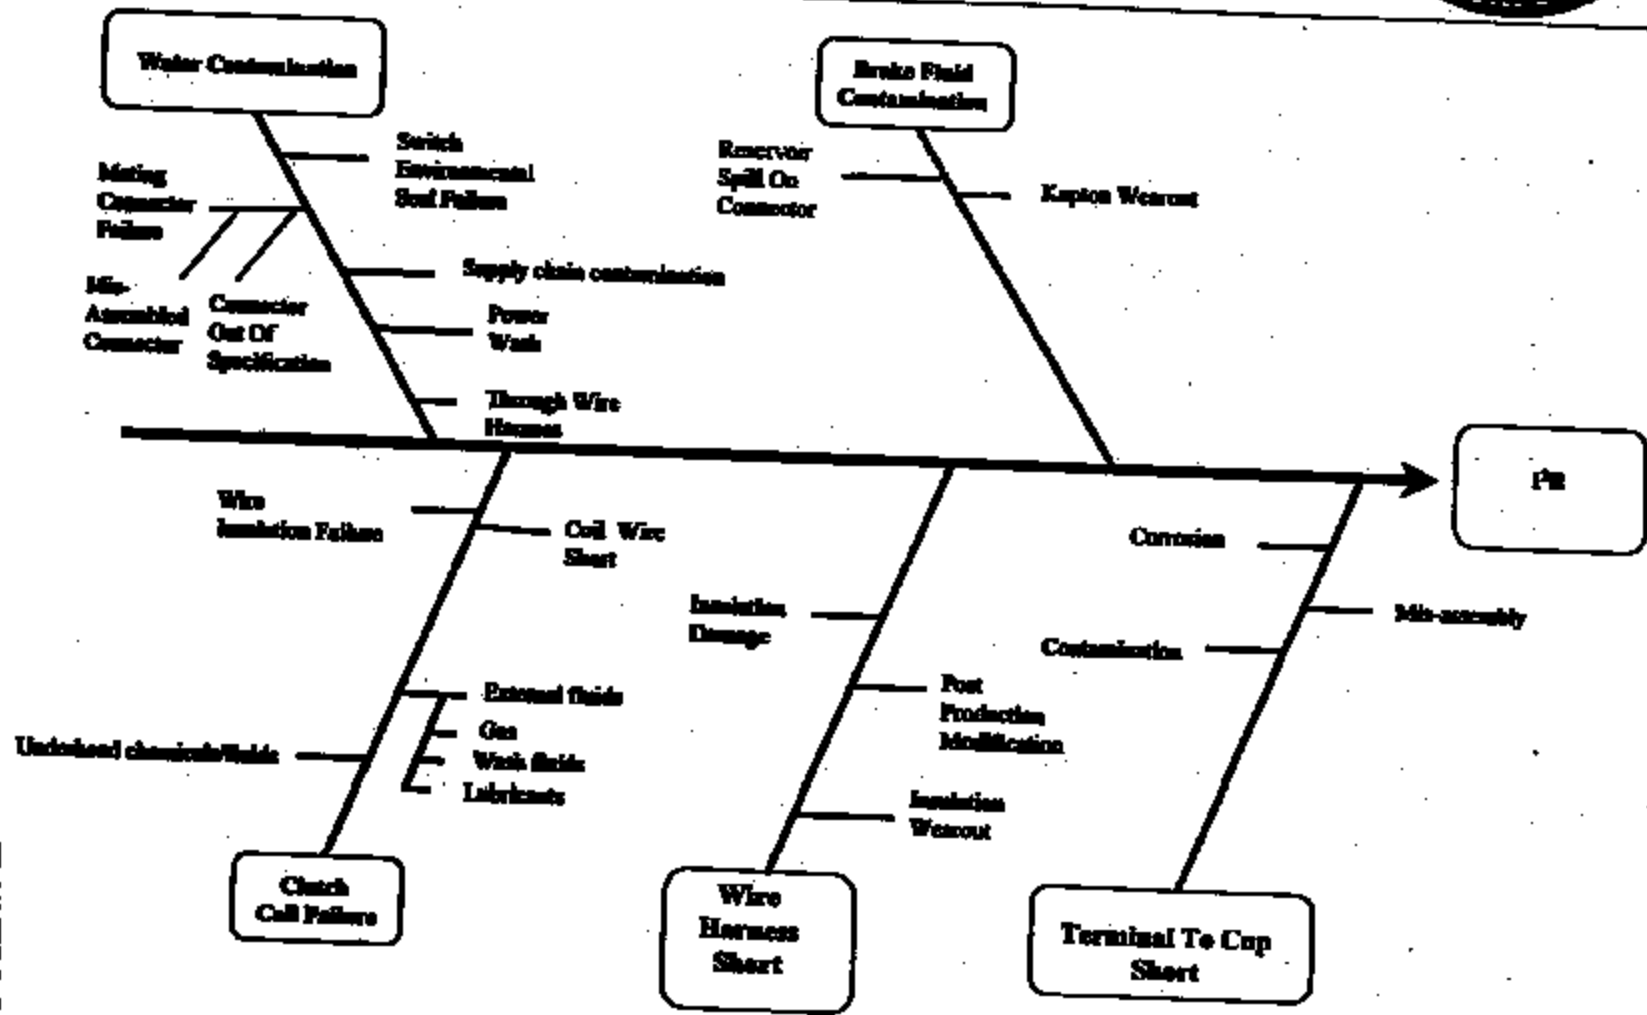 Water Contamination
Brake Fluid
Contamination
Switch
Environmental
Seal Failure
Mating
Connector
Failure
Mis-
Assembled
Connector
Connector
Out Of
Specification
Supply chain contamination
Power
Wash
Through Wire
Harness
Reservoir
Spill On
Connector
Kapton Wearout
I²R
Wire
Insulation Failure
Coil Wire
Short
External fluids
Gas
Wash fluids
Lubricants
Underhood chemicals/fluids
Clutch
Coil Failure
Insulation
Damage
Post
Production
Modification
Insulation
Wearout
Wire
Harness
Short
Corrosion
Mis-assembly
Contamination
Terminal To Cup
Short